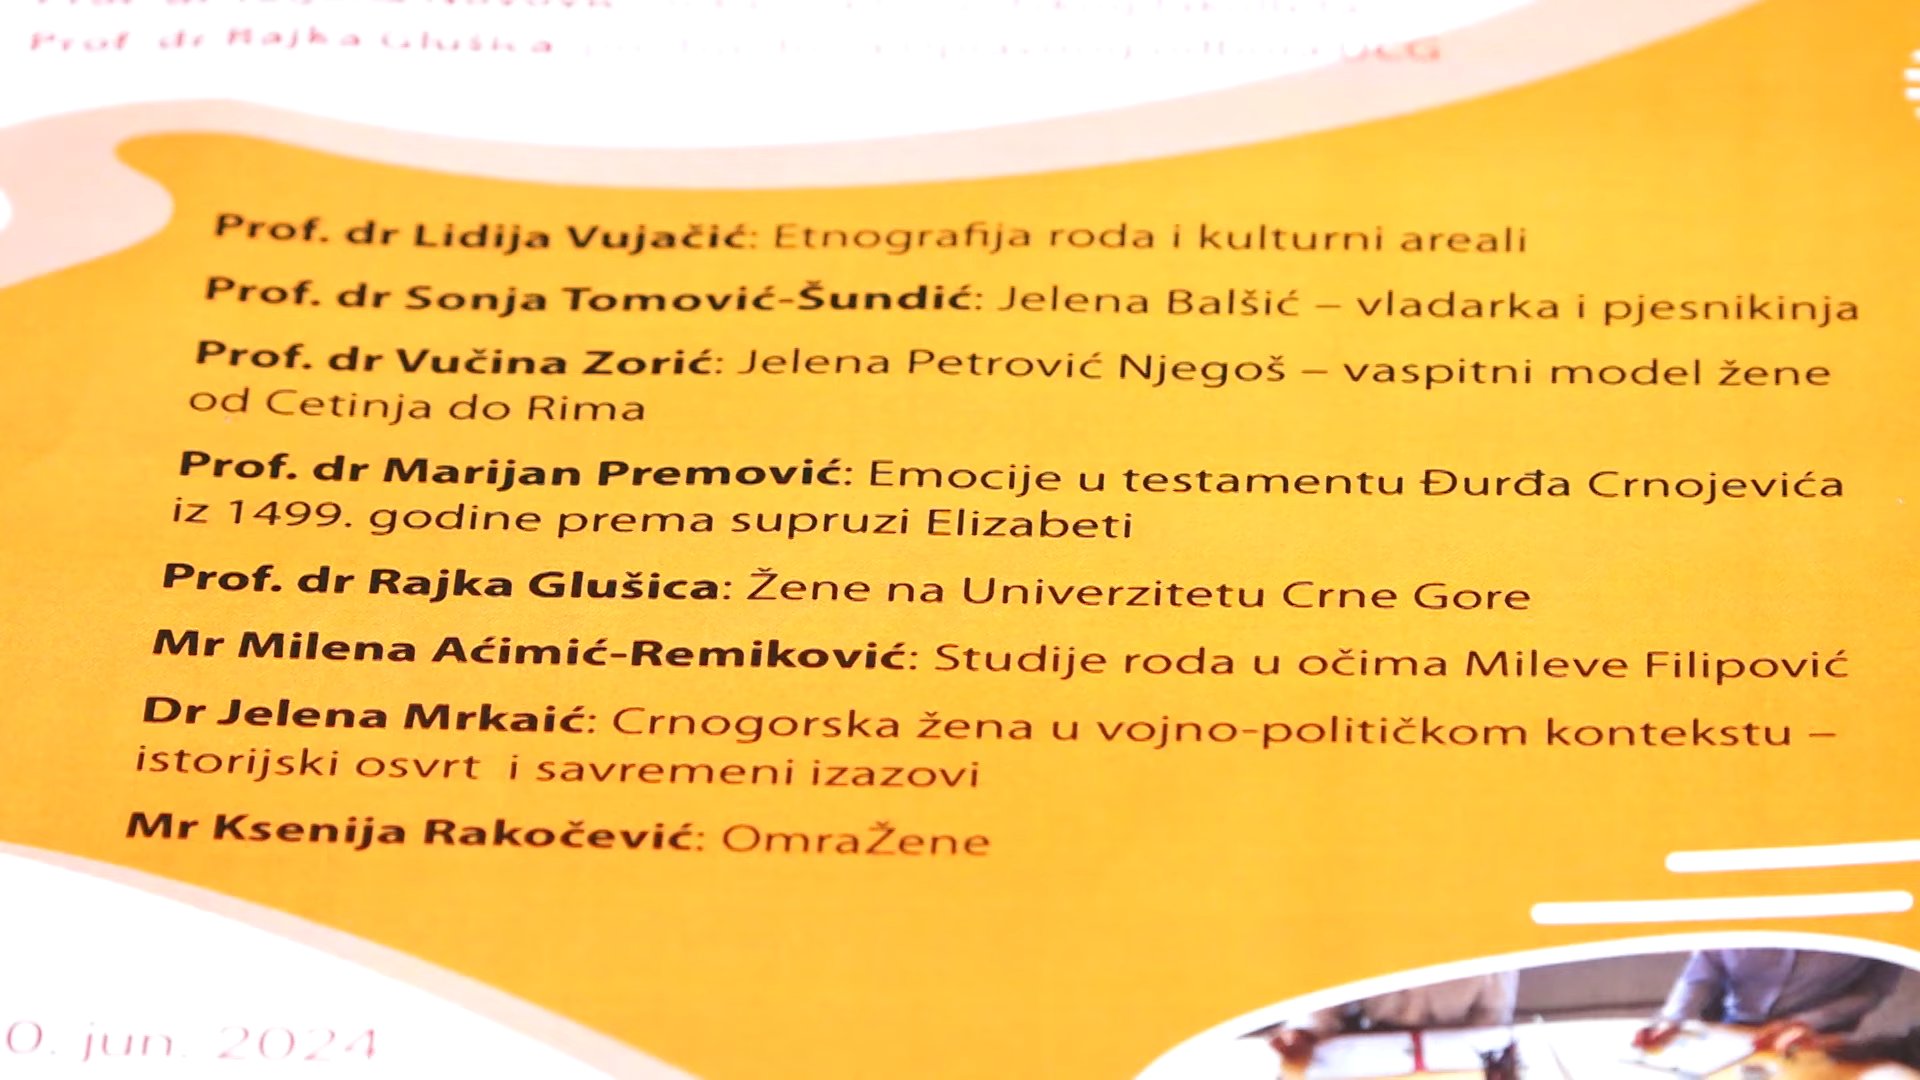 Prof dr Rajka Glušica UCG
Prof. dr Lidija Vujačić: Etnografija roda i kulturni areali
Prof. dr Sonja Tomović-Šundić: Jelena Balšić – vladarka i pjesnikinja
Prof. dr Vučina Zorić: Jelena Petrović Njegoš – vaspitni model žene
od Cetinja do Rima
Prof. dr Marijan Premović: Emocije u testamentu Đurđa Crnojevića
iz 1499. godine prema supruzi Elizabeti
Prof. dr Rajka Glušica: Žene na Univerzitetu Crne Gore
Mr Milena Aćimić-Remiković: Studije roda u očima Mileve Filipović
Dr Jelena Mrkaić: Crnogorska žena u vojno-političkom kontekstu –
istorijski osvrt i savremeni izazovi
Mr Ksenija Rakočević: OmraŽene
0. jun. 2024